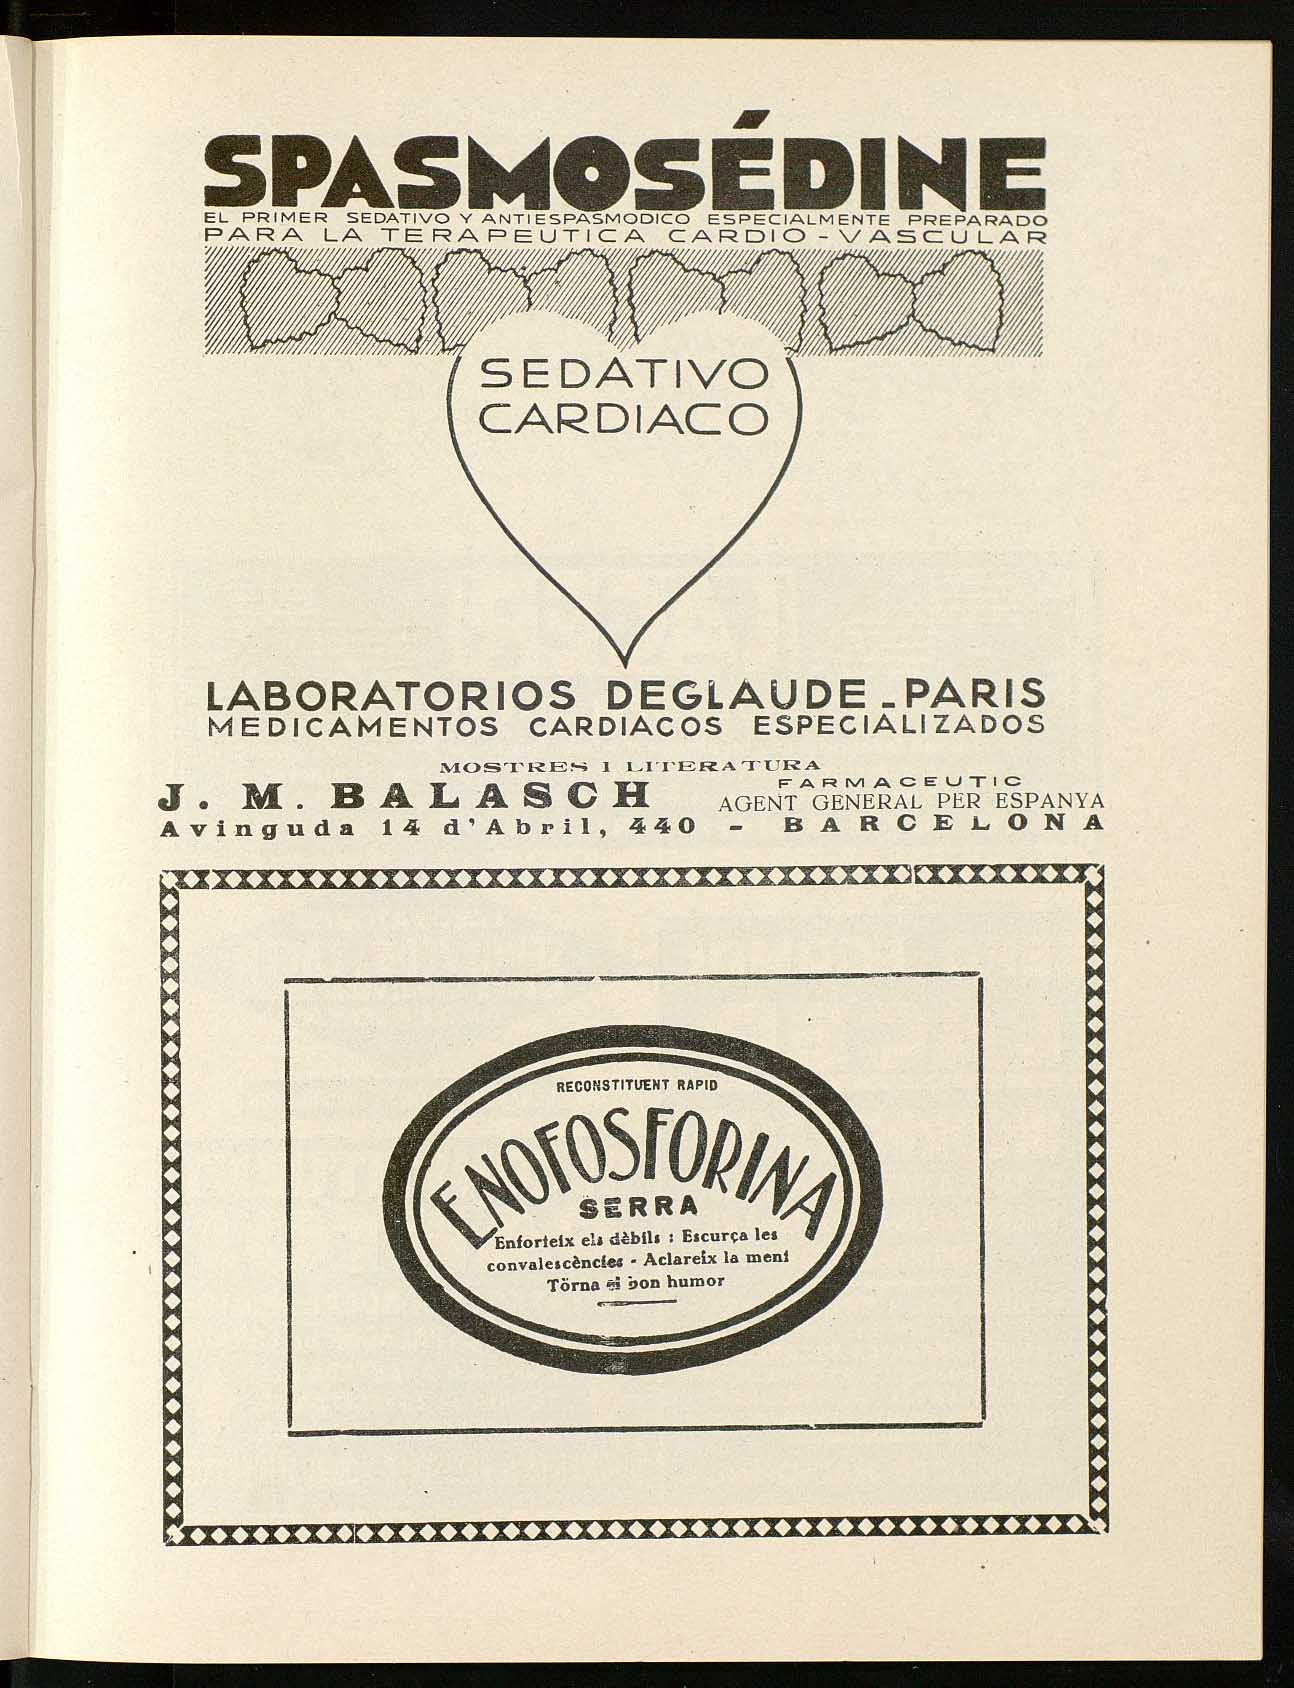 SPASMOSÉDINE
EL PRIMER SEDATIVO Y ANTIESPASMODICO ESPECIALMENTE PREPARADO
PARA LA TERAPEUTICA CARDIO-VASCULAR
SEDATIVO
CARDIACO
LABORATORIOS DEGLAUDE - PARIS
MEDICAMENTOS CARDIACOS ESPECIALIZADOS
MOSTRES I LITERATURA
J. M. BALASCH FARMACEUTIC
AGENT GENERAL PER ESPANYA
Avinguda 14 d'Abril, 440 - BARCELONA
RECONSTITUENT RAPID
ENOFOSFORINA
SERRA
Enforteix els dèbils : Escurça les
convalescències - Aclareix la ment
Törna el bon humor